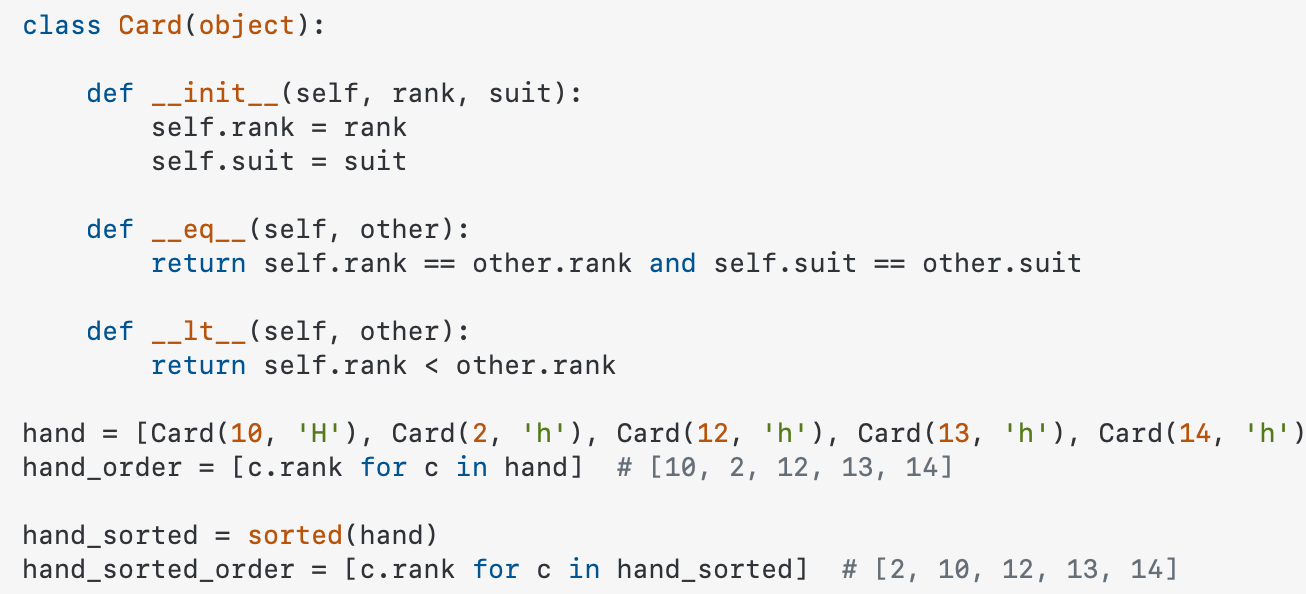 class Card(object):
    def __init__(self, rank, suit):
        self.rank = rank
        self.suit = suit
    def __eq__(self, other):
        return self.rank == other.rank and self.suit == other.suit
    def __lt__(self, other):
        return self.rank < other.rank
hand = [Card(10, 'H'), Card(2, 'h'), Card(12, 'h'), Card(13, 'h'), Card(14, 'h')
hand_order = [c.rank for c in hand]  # [10, 2, 12, 13, 14]
hand_sorted = sorted(hand)
hand_sorted_order = [c.rank for c in hand_sorted]  # [2, 10, 12, 13, 14]